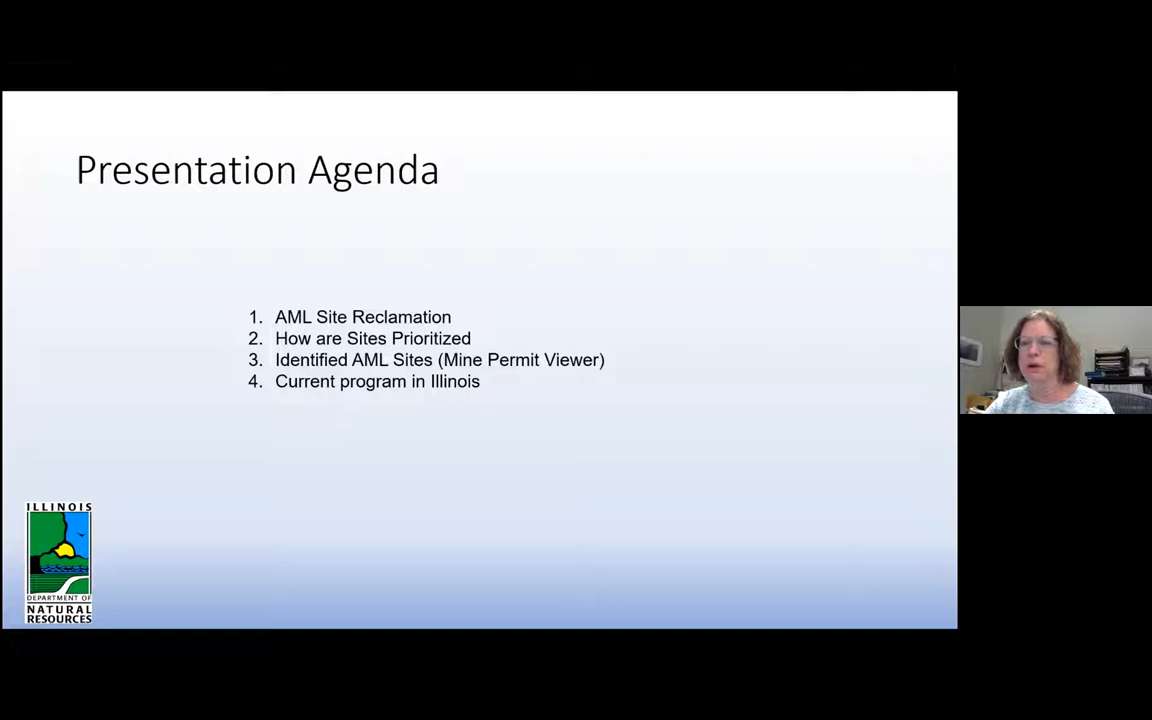 Presentation Agenda
1. AML Site Reclamation
2. How are Sites Prioritized
3. Identified AML Sites (Mine Permit Viewer)
4. Current program in Illinois
ILLINOIS
DEPARTMENT OF
NATURAL
RESOURCES